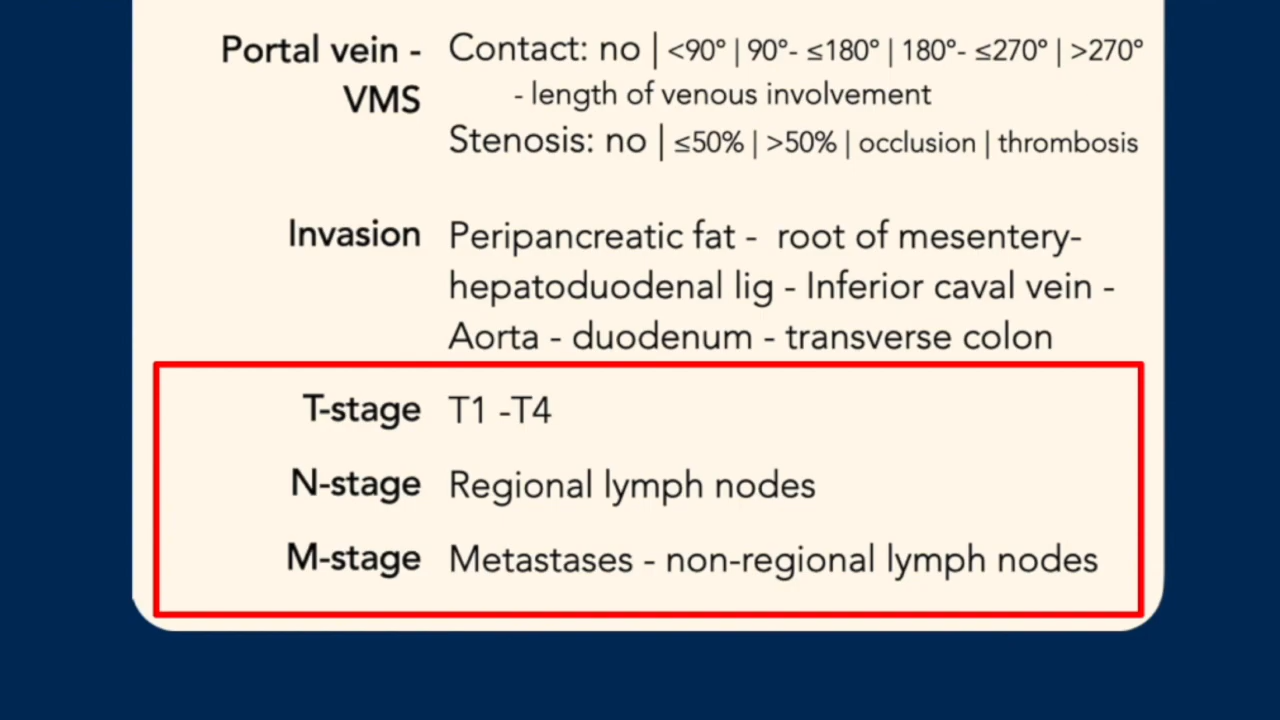 Portal vein - Contact: no | <90° | 90°- ≤180° | 180°- ≤270° | >270°
VMS - length of venous involvement
Stenosis: no | ≤50% | >50% | occlusion | thrombosis
Invasion Peripancreatic fat - root of mesentery-
hepatoduodenal lig - Inferior caval vein -
Aorta - duodenum - transverse colon
T-stage T1 -T4
N-stage Regional lymph nodes
M-stage Metastases - non-regional lymph nodes